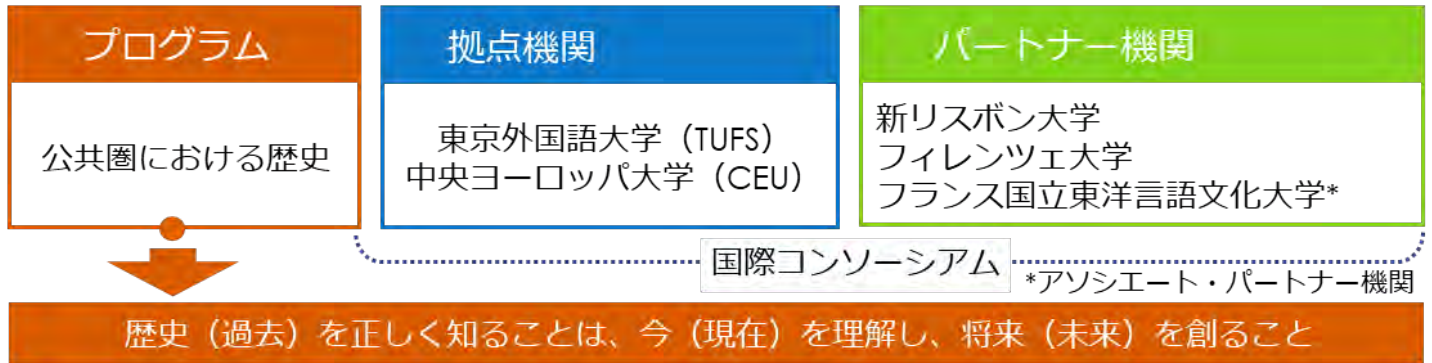 プログラム
公共圏における歴史
拠点機関
東京外国語大学（TUFS）
中央ヨーロッパ大学（CEU）
パートナー機関
新リスボン大学
フィレンツェ大学
フランス国立東洋言語文化大学*
国際コンソーシアム
*アソシエート・パートナー機関
歴史（過去）を正しく知ることは、今（現在）を理解し、将来（未来）を創ること